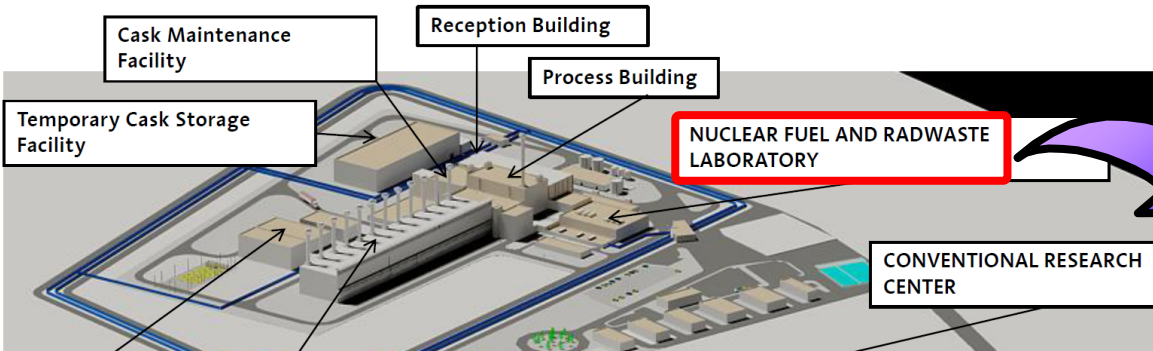 Cask Maintenance
Facility
Reception Building
Process Building
Temporary Cask Storage
Facility
NUCLEAR FUEL AND RADWASTE
LABORATORY
CONVENTIONAL RESEARCH
CENTER